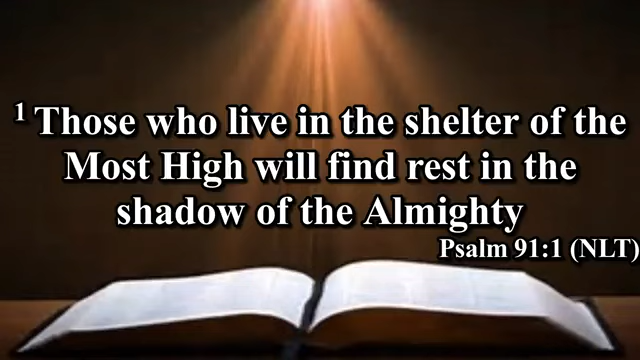 1 Those who live in the shelter of the
Most High will find rest in the
shadow of the Almighty
Psalm 91:1 (NLT)